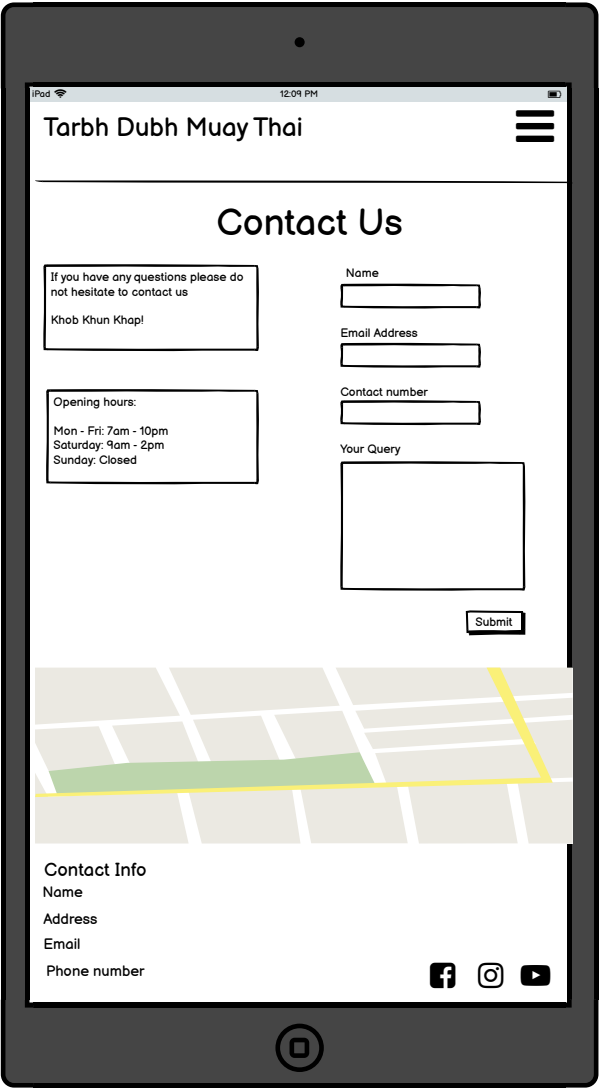 iPad
12:09 PM
Tarbh Dubh Muay Thai
Contact Us
If you have any questions please do
not hesitate to contact us
Khob Khun Khap!
Opening hours:
Mon - Fri: 7am - 10pm
Saturday: 9am - 2pm
Sunday: Closed
Name
Email Address
Contact number
Your Query
Submit
Contact Info
Name
Address
Email
Phone number